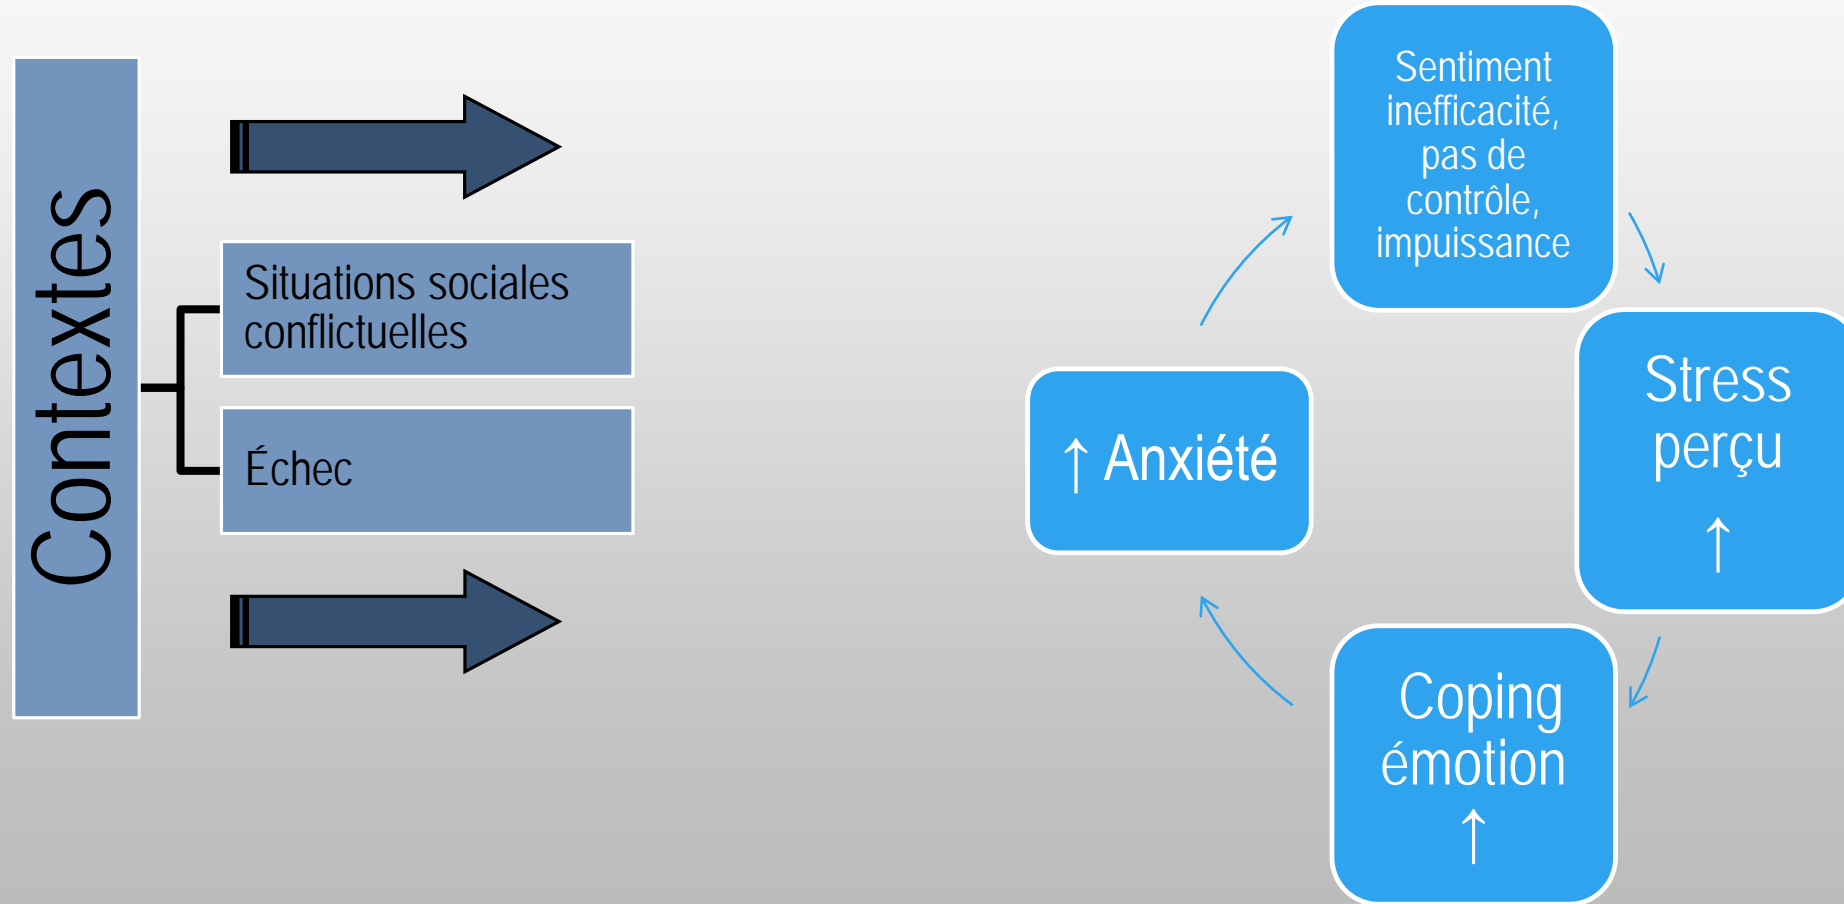 Contextes
Situations sociales
conflictuelles
Échec
Sentiment
inefficacité,
pas de
contrôle,
impuissance
Stress
perçu
↑
Coping
émotion
↑
↑ Anxiété